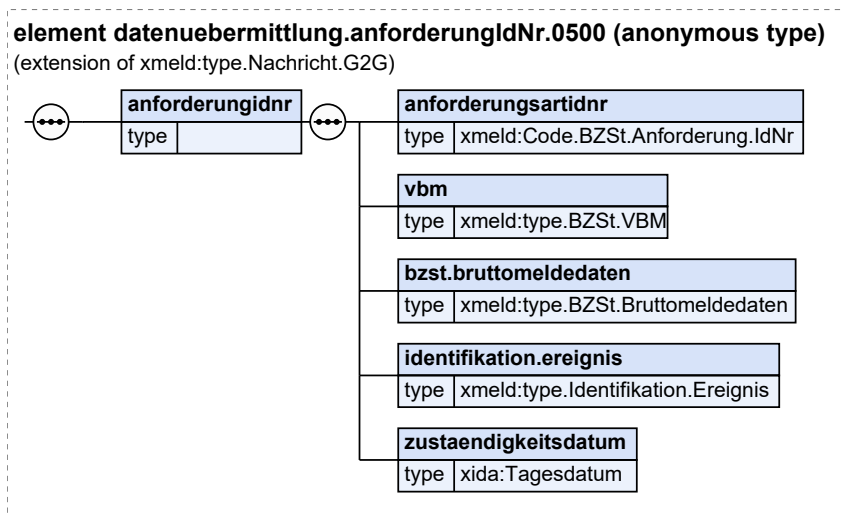 element datenuebermittlung.anforderungIdNr.0500 (anonymous type)
(extension of xmeld:type.Nachricht.G2G)
anforderungidnr
type
anforderungsartidnr
type xmeld:Code.BZSt.Anforderung.IdNr
vbm
type xmeld:type.BZSt.VBM
bzst.bruttomeldedaten
type xmeld:type.BZSt.Bruttomeldedaten
identifikation.ereignis
type xmeld:type.Identifikation.Ereignis
zustaendigkeitsdatum
type xida:Tagesdatum